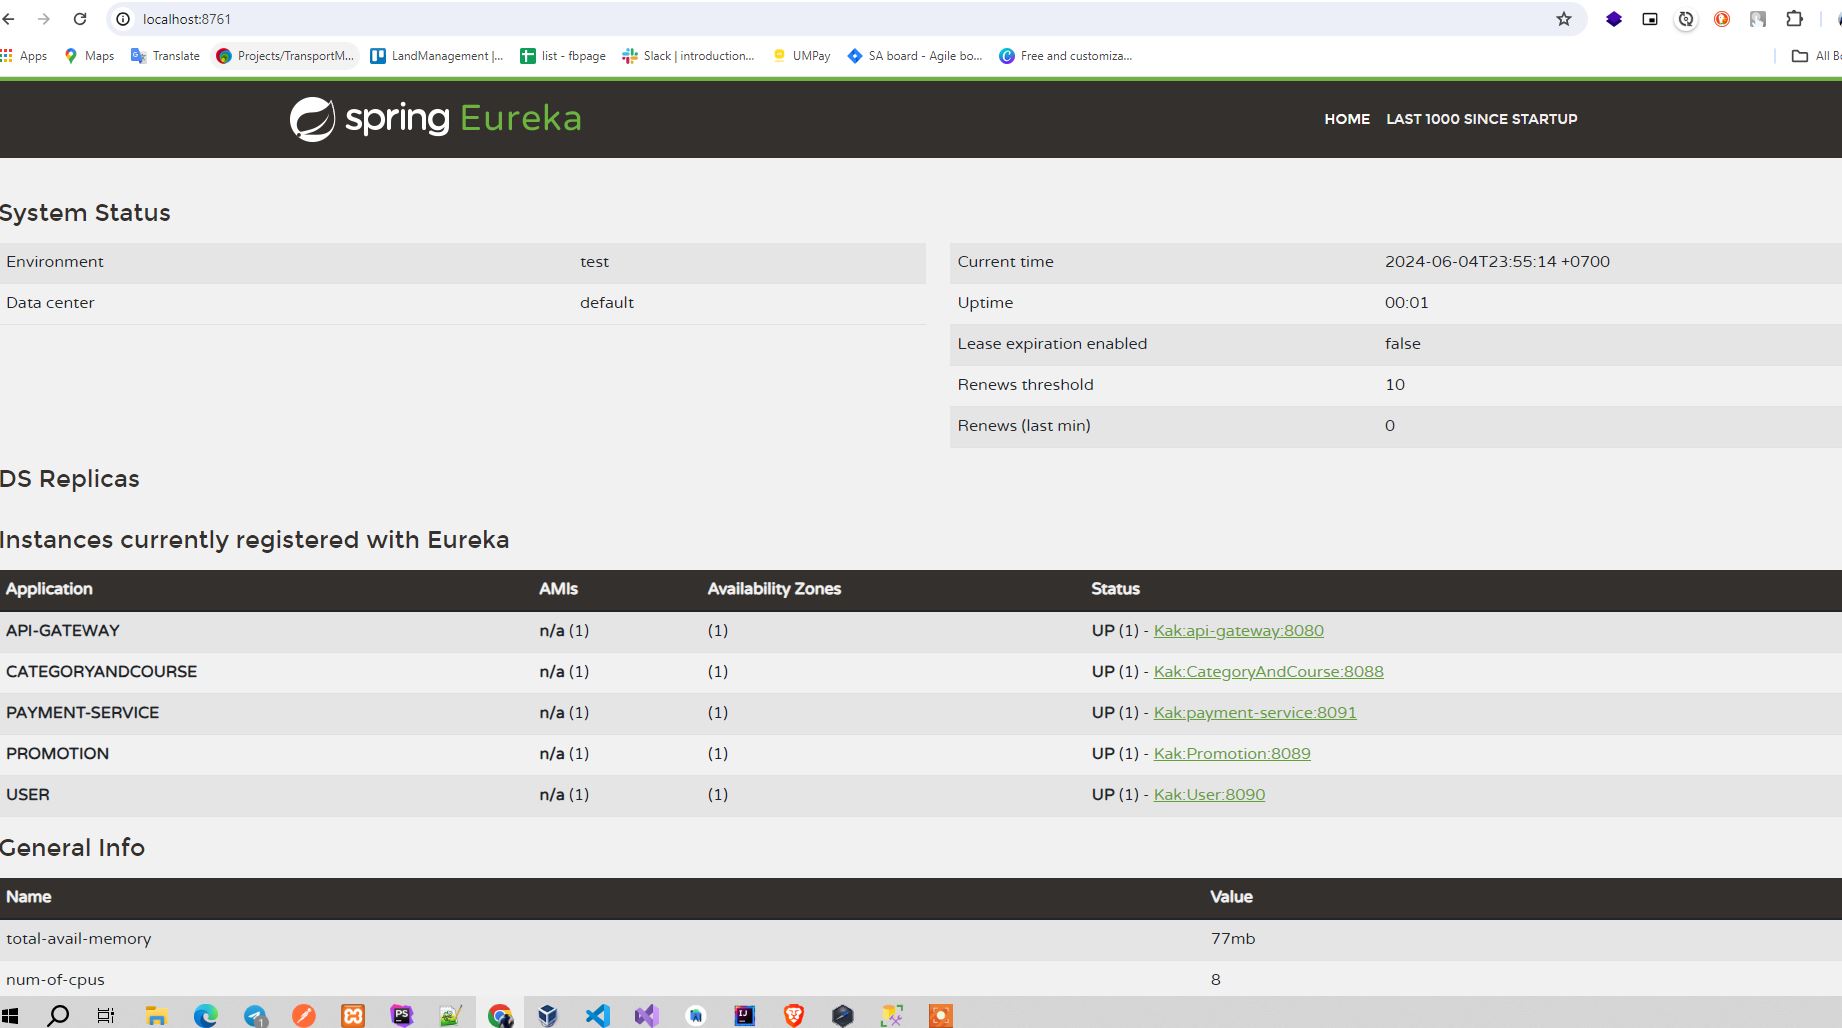 localhost:8761
Apps Maps Translate Projects/TransportM... LandManagement |... list - fbpage Slack | introduction... UMPay SA board - Agile bo... Free and customiza... All Bo
spring Eureka HOME LAST 1000 SINCE STARTUP
System Status
Environment test Current time 2024-06-04T23:55:14 +0700
Data center default Uptime 00:01
Lease expiration enabled false
Renews threshold 10
Renews (last min) 0
DS Replicas
Instances currently registered with Eureka
Application AMIs Availability Zones Status
API-GATEWAY n/a (1) (1) UP (1) - Kak:api-gateway:8080
CATEGORYANDCOURSE n/a (1) (1) UP (1) - Kak:CategoryAndCourse:8088
PAYMENT-SERVICE n/a (1) (1) UP (1) - Kak:payment-service:8091
PROMOTION n/a (1) (1) UP (1) - Kak:Promotion:8089
USER n/a (1) (1) UP (1) - Kak:User:8090
General Info
Name Value
total-avail-memory 77mb
num-of-cpus 8